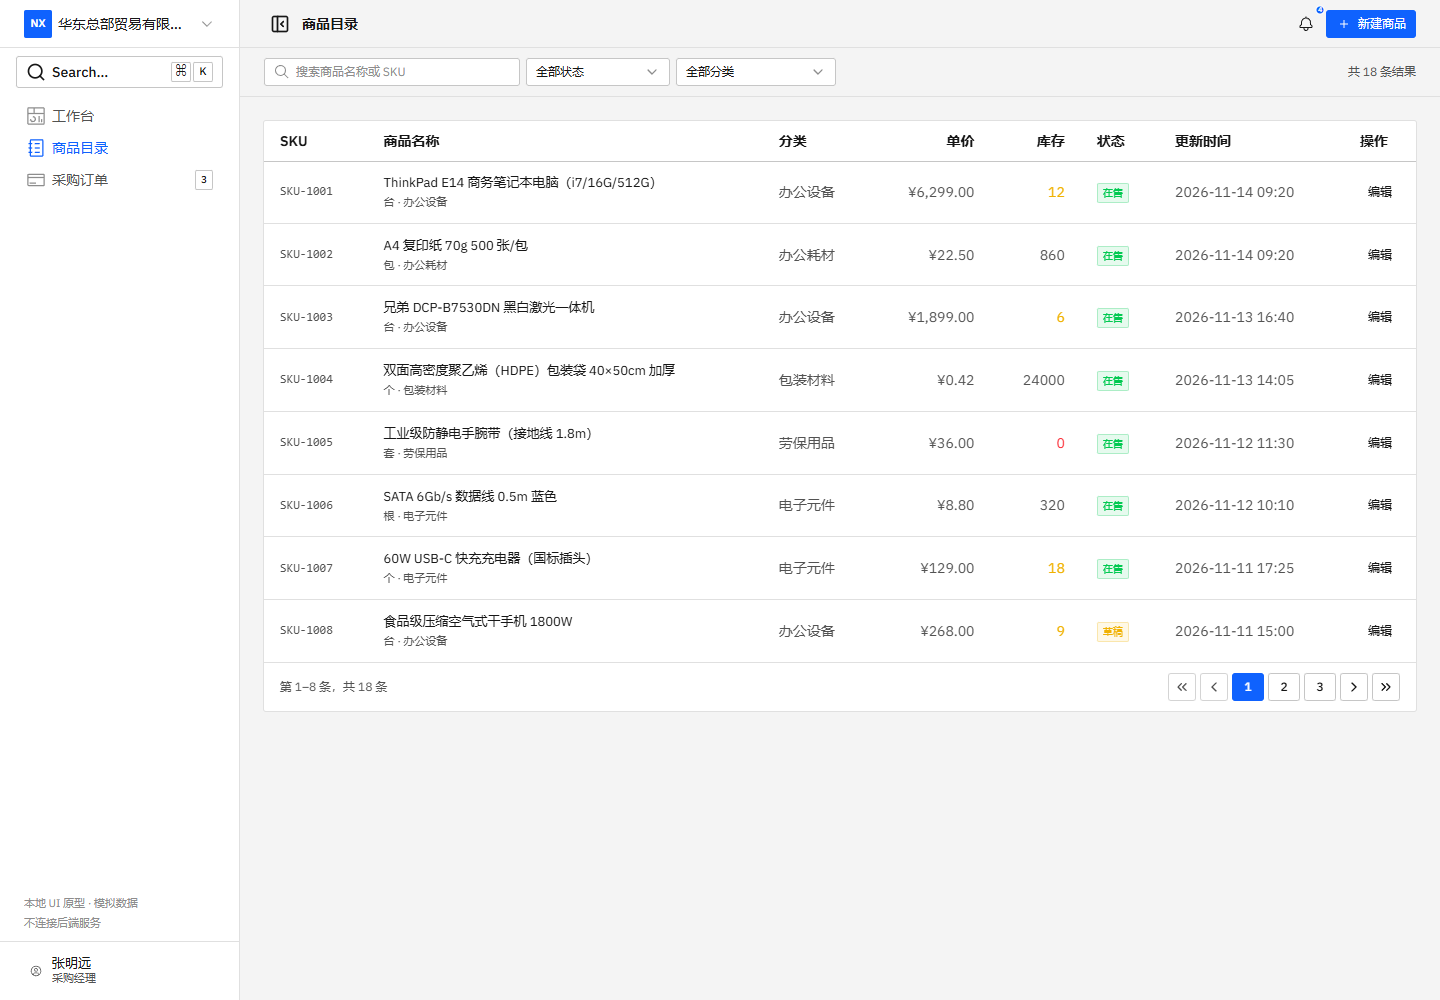 NX 华东总部贸易有限...
Search... ⌘ K
工作台
商品目录
采购订单 3
本地 UI 原型 · 模拟数据
不连接后端服务
张明远
采购经理
商品目录
4
+ 新建商品
搜索商品名称或 SKU
全部状态
全部分类
共 18 条结果
SKU 商品名称 分类 单价 库存 状态 更新时间 操作
SKU-1001 ThinkPad E14 商务笔记本电脑（i7/16G/512G） 办公设备 ¥6,299.00 12 在售 2026-11-14 09:20 编辑
台 · 办公设备
SKU-1002 A4 复印纸 70g 500 张/包 办公耗材 ¥22.50 860 在售 2026-11-14 09:20 编辑
包 · 办公耗材
SKU-1003 兄弟 DCP-B7530DN 黑白激光一体机 办公设备 ¥1,899.00 6 在售 2026-11-13 16:40 编辑
台 · 办公设备
SKU-1004 双面高密度聚乙烯（HDPE）包装袋 40×50cm 加厚 包装材料 ¥0.42 24000 在售 2026-11-13 14:05 编辑
个 · 包装材料
SKU-1005 工业级防静电手腕带（接地线 1.8m） 劳保用品 ¥36.00 0 在售 2026-11-12 11:30 编辑
套 · 劳保用品
SKU-1006 SATA 6Gb/s 数据线 0.5m 蓝色 电子元件 ¥8.80 320 在售 2026-11-12 10:10 编辑
根 · 电子元件
SKU-1007 60W USB-C 快充充电器（国标插头） 电子元件 ¥129.00 18 在售 2026-11-11 17:25 编辑
个 · 电子元件
SKU-1008 食品级压缩空气式干手机 1800W 办公设备 ¥268.00 9 草稿 2026-11-11 15:00 编辑
台 · 办公设备
第 1–8 条，共 18 条
1 2 3